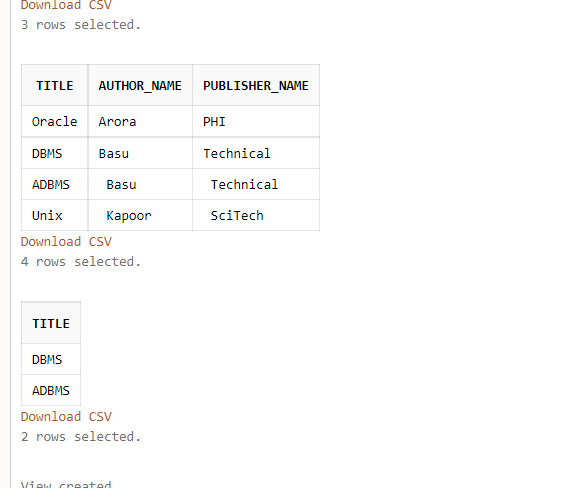 Download CSV
3 rows selected.
TITLE AUTHOR_NAME PUBLISHER_NAME
Oracle Arora PHI
DBMS Basu Technical
ADBMS Basu Technical
Unix Kapoor SciTech
Download CSV
4 rows selected.
TITLE
DBMS
ADBMS
Download CSV
2 rows selected.
View created.